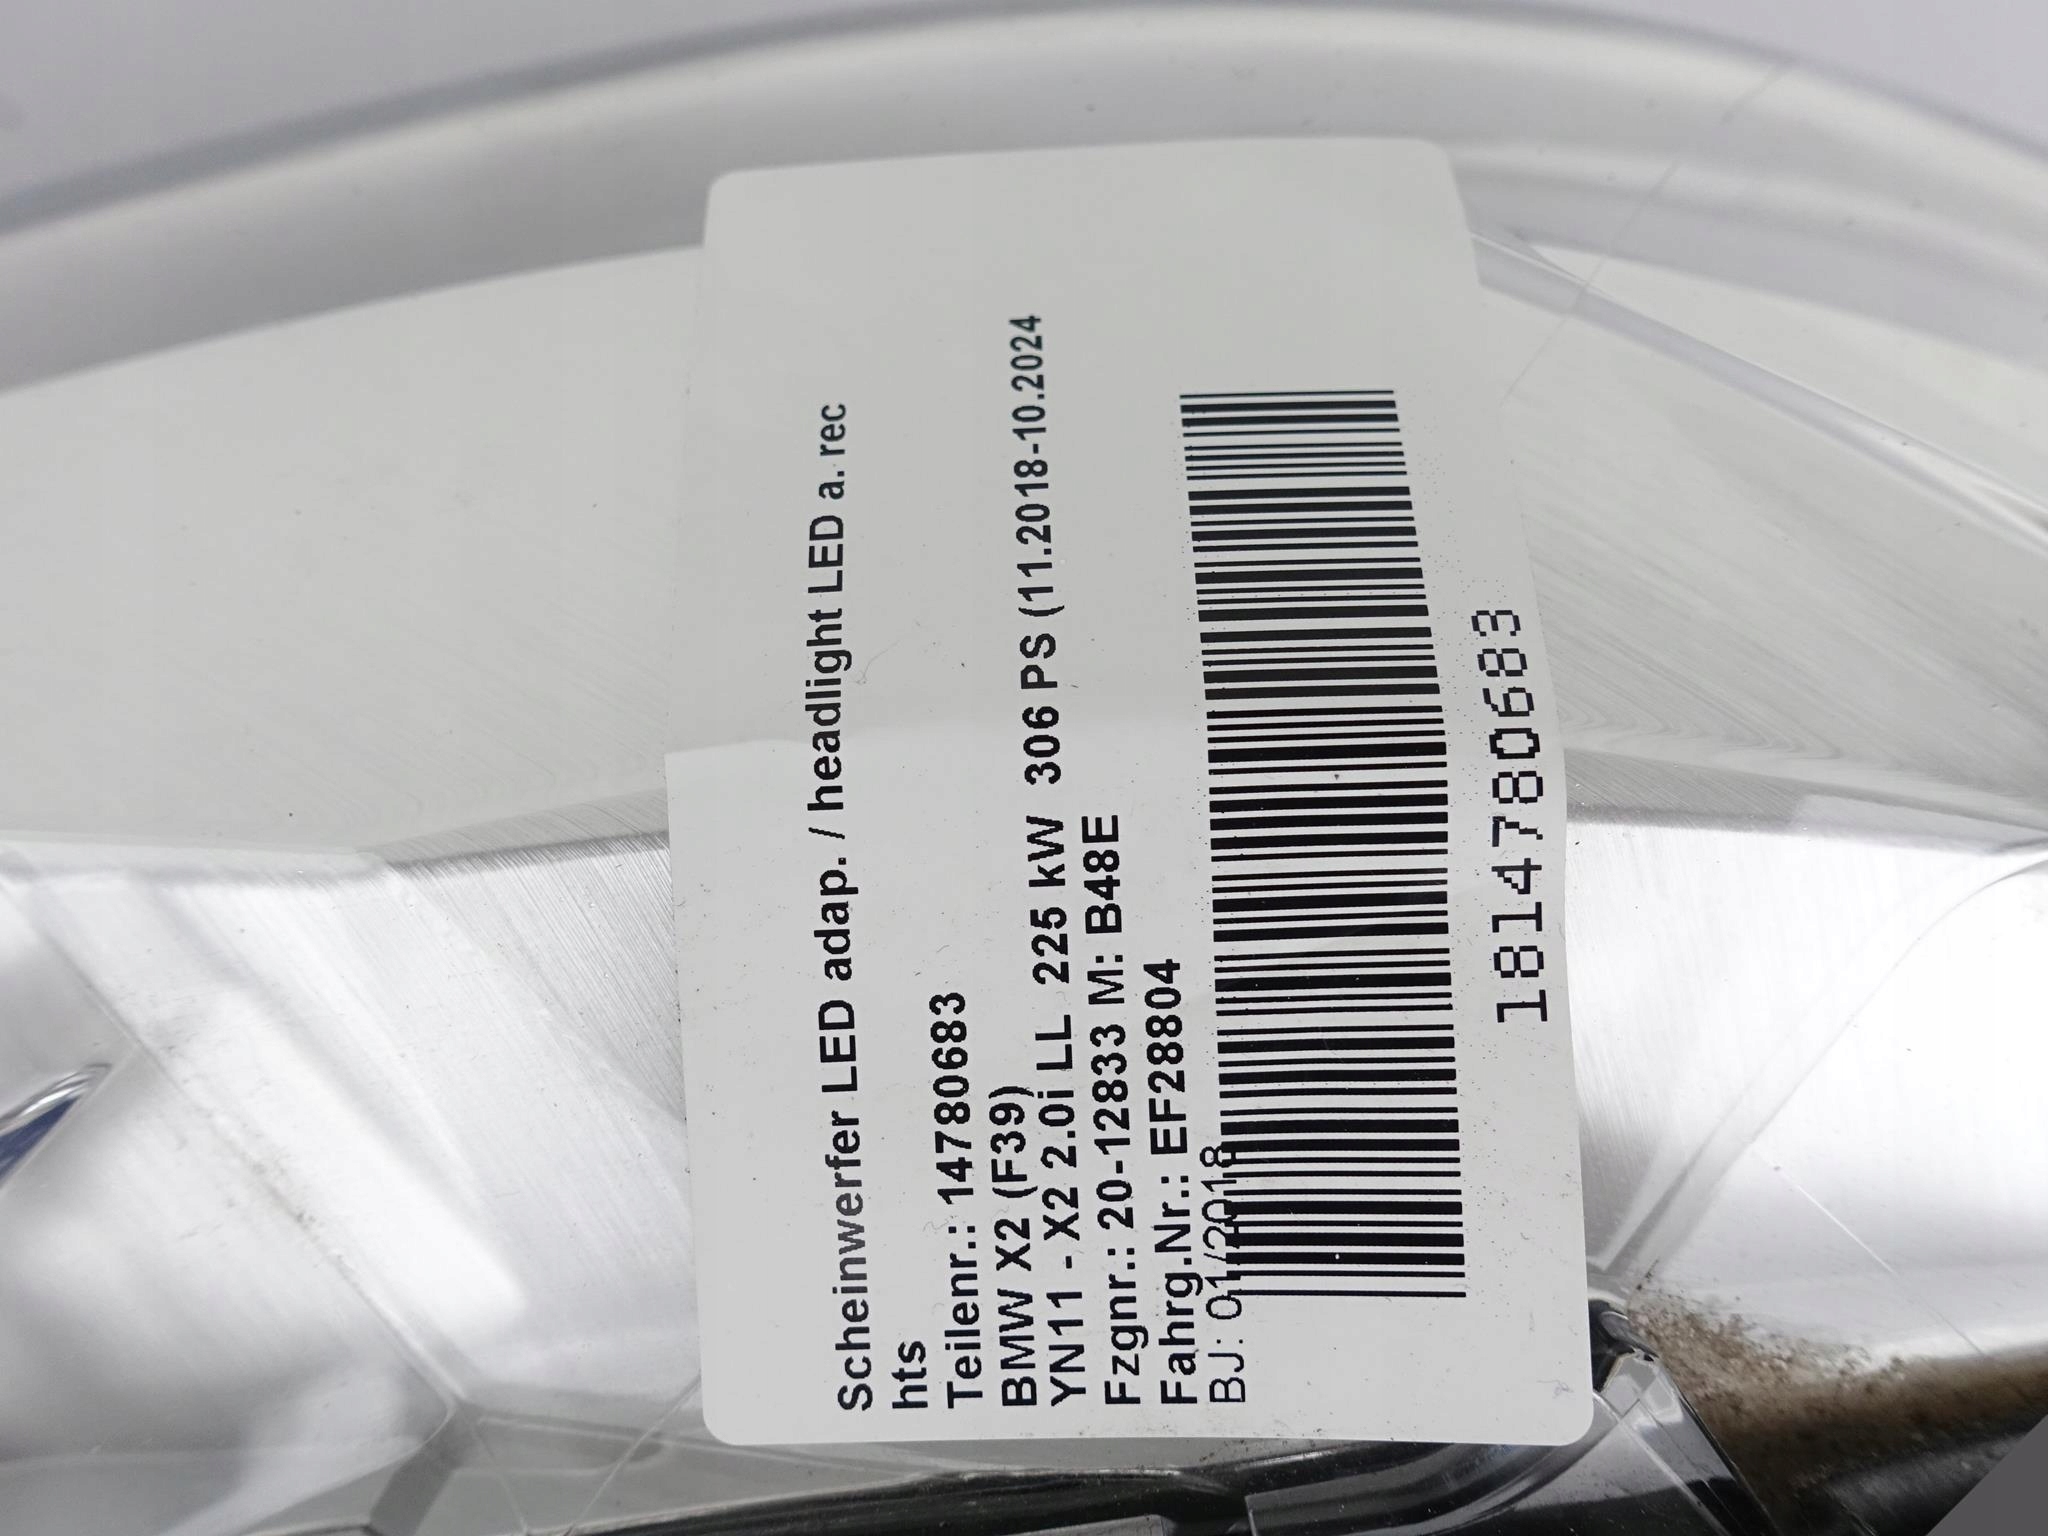 Scheinwerfer LED adap. / headlight LED a. rec
hts
Teilenr.: 14780683
BMW X2 (F39)
YN11 - X2 2.0i LL 225 kW 306 PS (11.2018-10.2024
Fzgnr.: 20-12833 M: B48E
Fahrg.Nr.: EF28804
BJ: 01/2018
1814780683